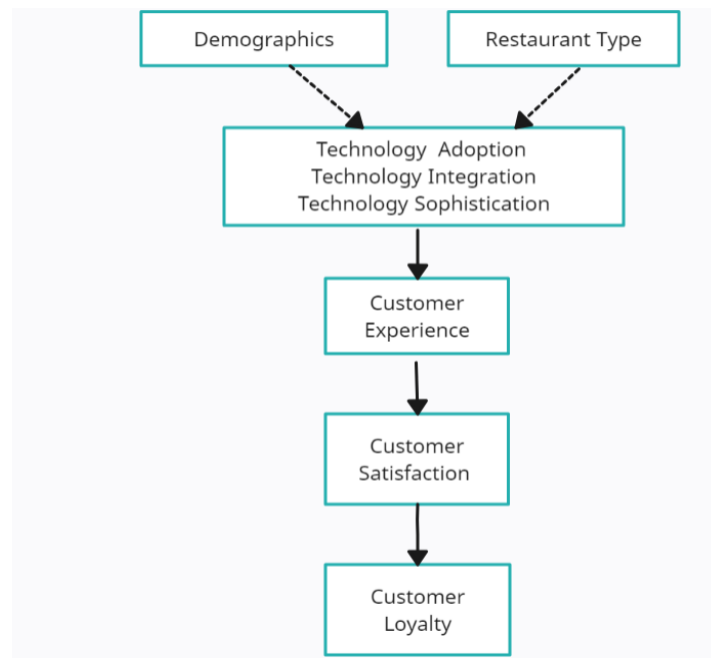 Demographics
Restaurant Type
Technology Adoption
Technology Integration
Technology Sophistication
Customer
Experience
Customer
Satisfaction
Customer
Loyalty